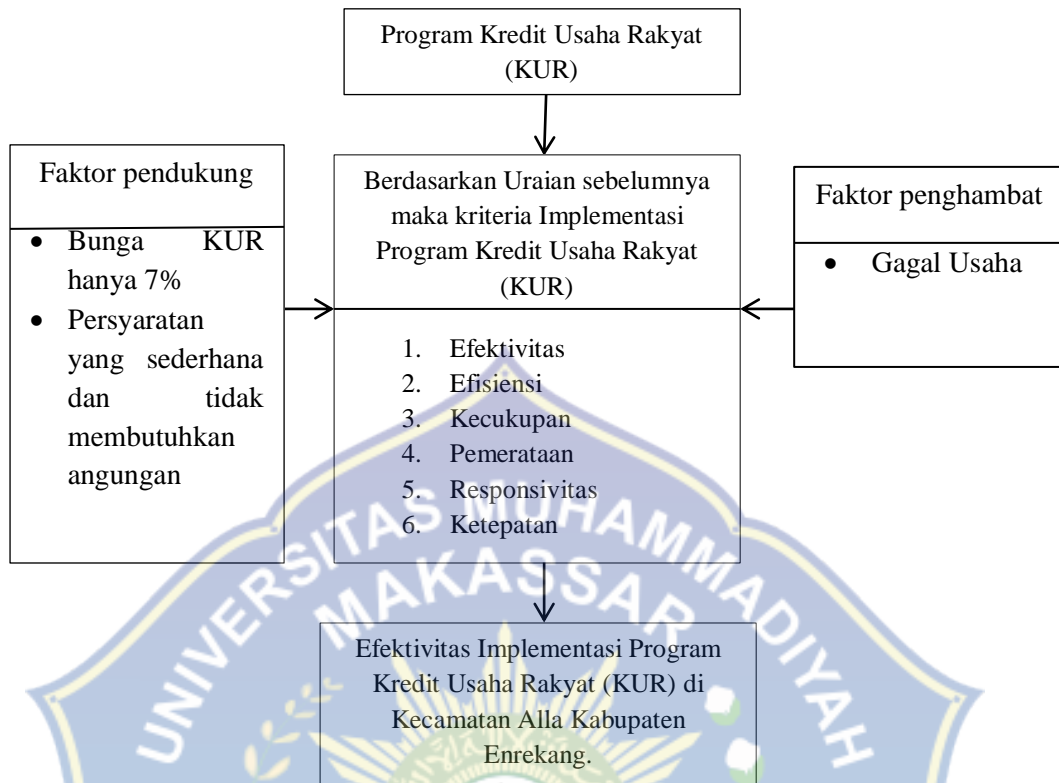 Program Kredit Usaha Rakyat
(KUR)
Faktor pendukung
• Bunga KUR
hanya 7%
• Persyaratan
yang sederhana
dan tidak
membutuhkan
angungan
Berdasarkan Uraian sebelumnya
maka kriteria Implementasi
Program Kredit Usaha Rakyat
(KUR)
1. Efektivitas
2. Efisiensi
3. Kecukupan
4. Pemerataan
5. Responsivitas
6. Ketepatan
Faktor penghambat
• Gagal Usaha
Efektivitas Implementasi Program
Kredit Usaha Rakyat (KUR) di
Kecamatan Alla Kabupaten
Enrekang.
UNIVERSITAS MUHAMMADIYAH
MAKASSAR